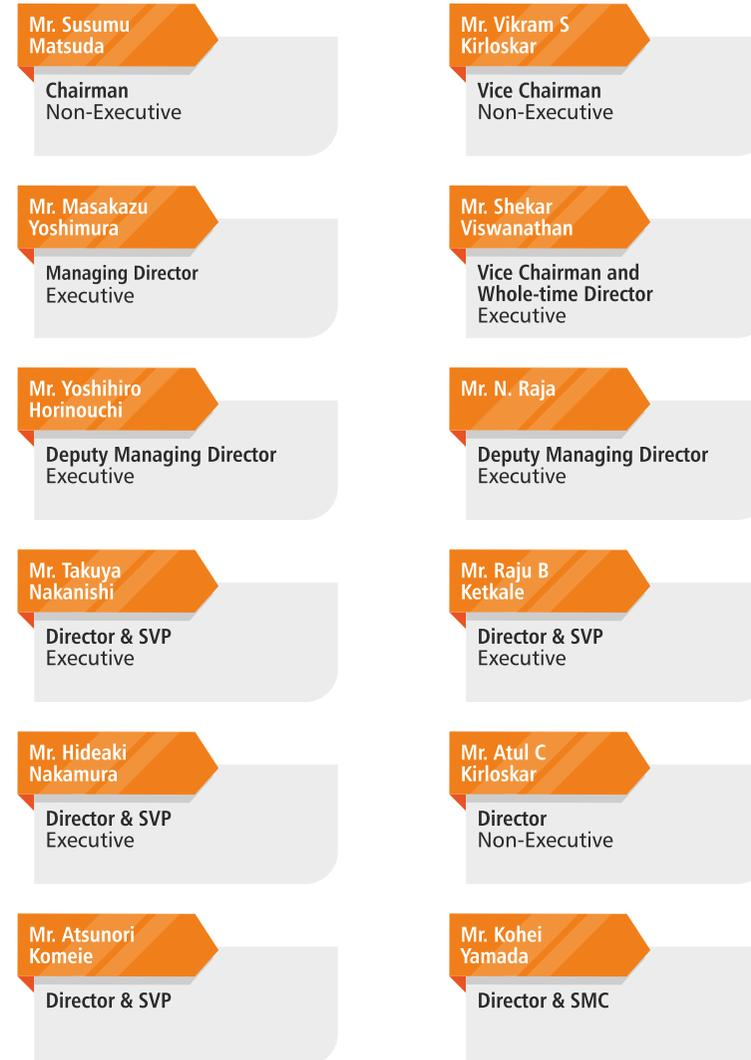 Mr. Susumu
Matsuda
Chairman
Non-Executive
Mr. Vikram S
Kirloskar
Vice Chairman
Non-Executive
Mr. Masakazu
Yoshimura
Managing Director
Executive
Mr. Shekar
Viswanathan
Vice Chairman and
Whole-time Director
Executive
Mr. Yoshihiro
Horinouchi
Deputy Managing Director
Executive
Mr. N. Raja
Deputy Managing Director
Executive
Mr. Takuya
Nakanishi
Director & SVP
Executive
Mr. Raju B
Ketkale
Director & SVP
Executive
Mr. Hideaki
Nakamura
Director & SVP
Executive
Mr. Atul C
Kirloskar
Director
Non-Executive
Mr. Atsunori
Komeie
Director & SVP
Mr. Kohei
Yamada
Director & SMC